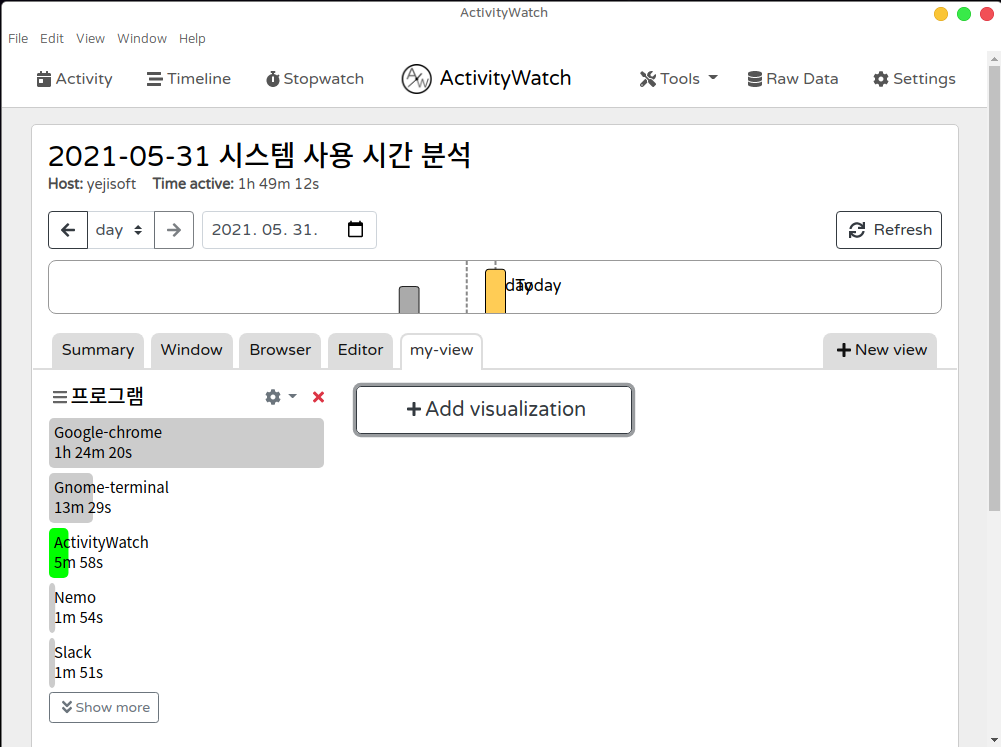 ActivityWatch
File Edit View Window Help
Activity Timeline Stopwatch ActivityWatch Tools Raw Data Settings
2021-05-31 시스템 사용 시간 분석
Host: yejisoft Time active: 1h 49m 12s
day 2021. 05. 31. Refresh
Today
Summary Window Browser Editor my-view New view
프로그램 Add visualization
Google-chrome
1h 24m 20s
Gnome-terminal
13m 29s
ActivityWatch
5m 58s
Nemo
1m 54s
Slack
1m 51s
Show more